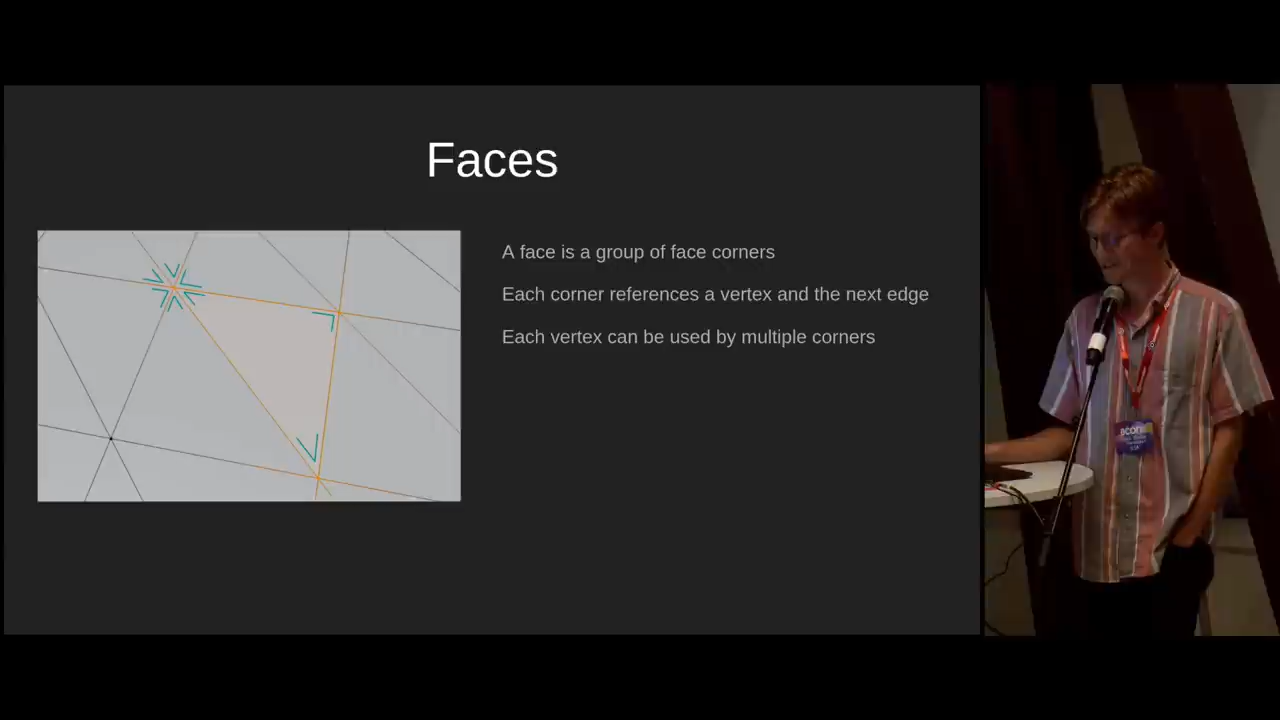 Faces
A face is a group of face corners
Each corner references a vertex and the next edge
Each vertex can be used by multiple corners